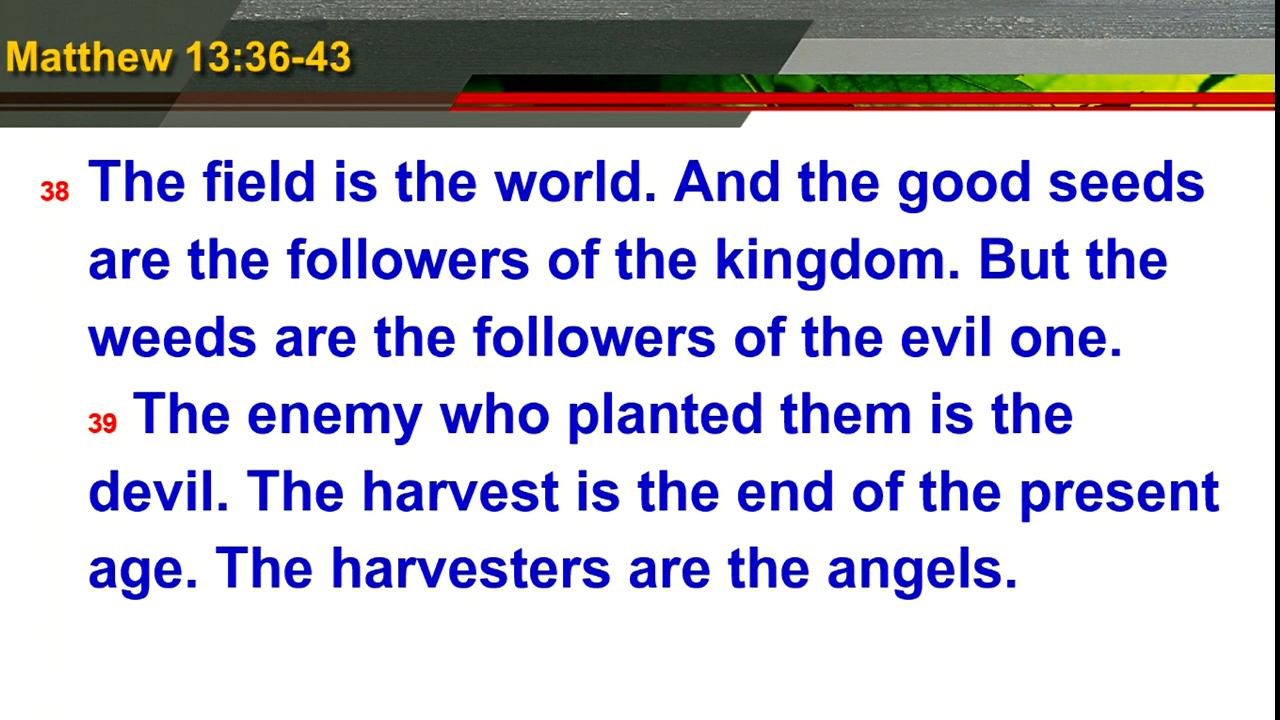 Matthew 13:36-43
38 The field is the world. And the good seeds
are the followers of the kingdom. But the
weeds are the followers of the evil one.
39 The enemy who planted them is the
devil. The harvest is the end of the present
age. The harvesters are the angels.